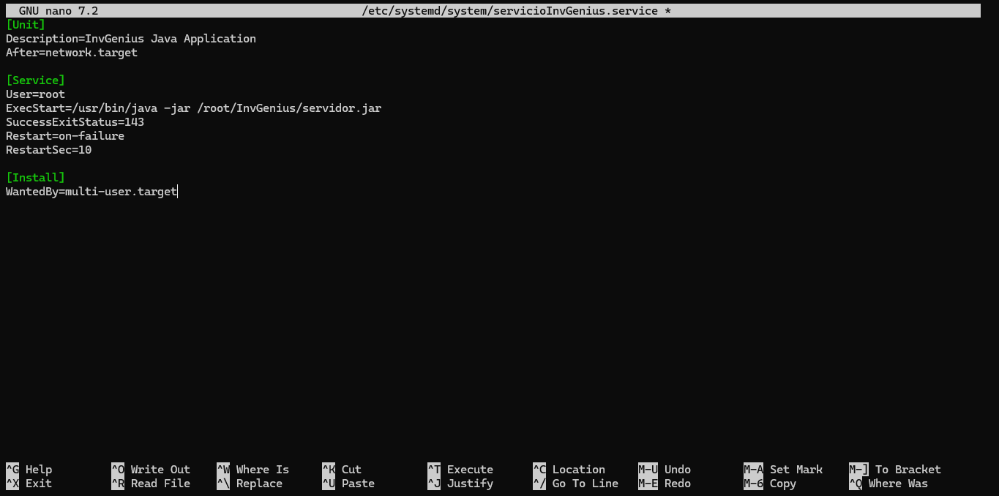 GNU nano 7.2 /etc/systemd/system/servicioInvGenius.service *
[Unit]
Description=InvGenius Java Application
After=network.target
[Service]
User=root
ExecStart=/usr/bin/java -jar /root/InvGenius/servidor.jar
SuccessExitStatus=143
Restart=on-failure
RestartSec=10
[Install]
WantedBy=multi-user.target
^G Help ^O Write Out ^W Where Is ^K Cut ^T Execute ^C Location M-U Undo M-A Set Mark M-] To Bracket
^X Exit ^R Read File ^\ Replace ^U Paste ^J Justify ^/ Go To Line M-E Redo M-6 Copy ^Q Where Was